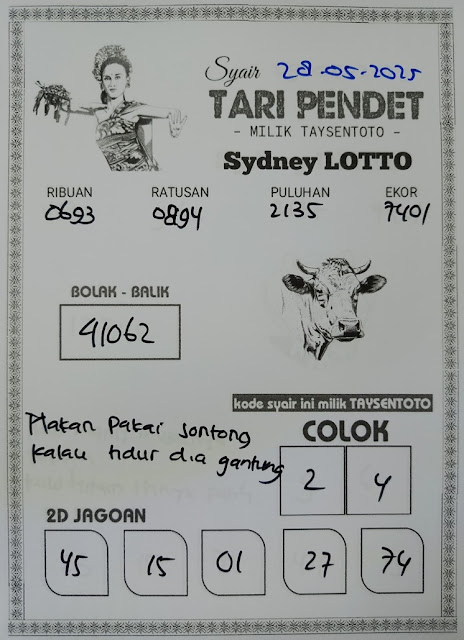 Syair 28-05-2025
TARI PENDET
- MILIK TAYSENTOTO -
Sydney LOTTO
RIBUAN RATUSAN PULUHAN EKOR
0693 0894 2135 7401
BOLAK - BALIK
41062
kode syair ini milik TAYSENTOTO
Makan Pakai jontong
kalau tidur dia gantung
COLOK
2 4
2D JAGOAN
45 15 01 27 74